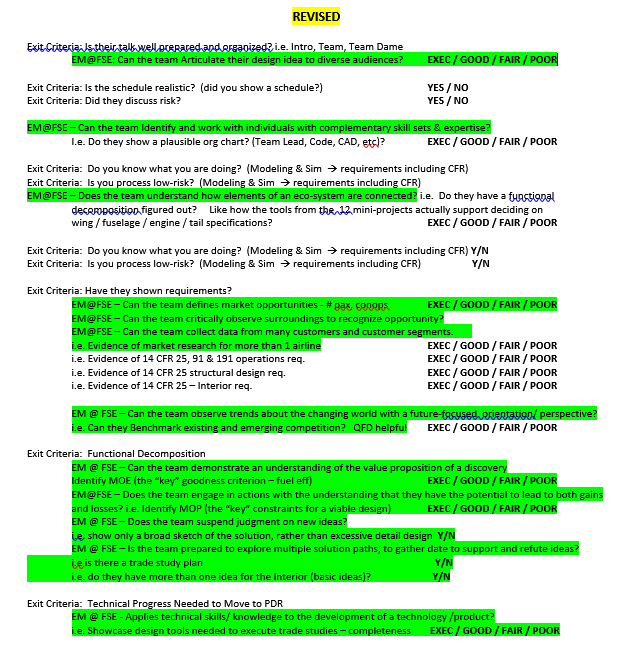 REVISED
Exit Criteria: Is their talk well prepared and organized? i.e. Intro, Team, Team Dame
EM@FSE: Can the team Articulate their design idea to diverse audiences? EXEC / GOOD / FAIR / POOR
Exit Criteria: Is the schedule realistic? (did you show a schedule?) YES / NO
Exit Criteria: Did they discuss risk? YES / NO
EM@FSE – Can the team Identify and work with individuals with complementary skill sets & expertise?
I.e. Do they show a plausible org chart? (Team Lead, Code, CAD, etc)? EXEC / GOOD / FAIR / POOR
Exit Criteria: Do you know what you are doing? (Modeling & Sim → requirements including CFR)
Exit Criteria: Is you process low-risk? (Modeling & Sim → requirements including CFR)
EM@FSE – Does the team understand how elements of an eco-system are connected? i.e. Do they have a functional
decomposition figured out? Like how the tools from the 12 mini-projects actually support deciding on
wing / fuselage / engine / tail specifications? EXEC / GOOD / FAIR / POOR
Exit Criteria: Do you know what you are doing? (Modeling & Sim → requirements including CFR) Y/N
Exit Criteria: Is you process low-risk? (Modeling & Sim → requirements including CFR) Y/N
Exit Criteria: Have they shown requirements?
EM@FSE – Can the team defines market opportunities - # pax, conops EXEC / GOOD / FAIR / POOR
EM@FSE – Can the team critically observe surroundings to recognize opportunity?
EM@FSE – Can the team collect data from many customers and customer segments.
i.e. Evidence of market research for more than 1 airline EXEC / GOOD / FAIR / POOR
i.e. Evidence of 14 CFR 25, 91 & 191 operations req. EXEC / GOOD / FAIR / POOR
i.e. Evidence of 14 CFR 25 structural design req. EXEC / GOOD / FAIR / POOR
i.e. Evidence of 14 CFR 25 – Interior req. EXEC / GOOD / FAIR / POOR
EM @ FSE – Can the team observe trends about the changing world with a future-focused orientation/ perspective?
i.e. Can they Benchmark existing and emerging competition? QFD helpful EXEC / GOOD / FAIR / POOR
Exit Criteria: Functional Decomposition
EM @ FSE – Can the team demonstrate an understanding of the value proposition of a discovery
Identify MOE (the “key” goodness criterion – fuel eff) EXEC / GOOD / FAIR / POOR
EM@FSE – Does the team engage in actions with the understanding that they have the potential to lead to both gains
and losses? i.e. Identify MOP (the “key” constraints for a viable design) EXEC / GOOD / FAIR / POOR
EM @ FSE – Does the team suspend judgment on new ideas?
i.e. show only a broad sketch of the solution, rather than excessive detail design Y/N
EM @ FSE – Is the team prepared to explore multiple solution paths, to gather date to support and refute ideas?
i.e is there a trade study plan Y/N
i.e. do they have more than one idea for the Interior (basic ideas)? Y/N
Exit Criteria: Technical Progress Needed to Move to PDR
EM @ FSE - Applies technical skills/ knowledge to the development of a technology /product?
i.e. Showcase design tools needed to execute trade studies – completeness EXEC / GOOD / FAIR / POOR